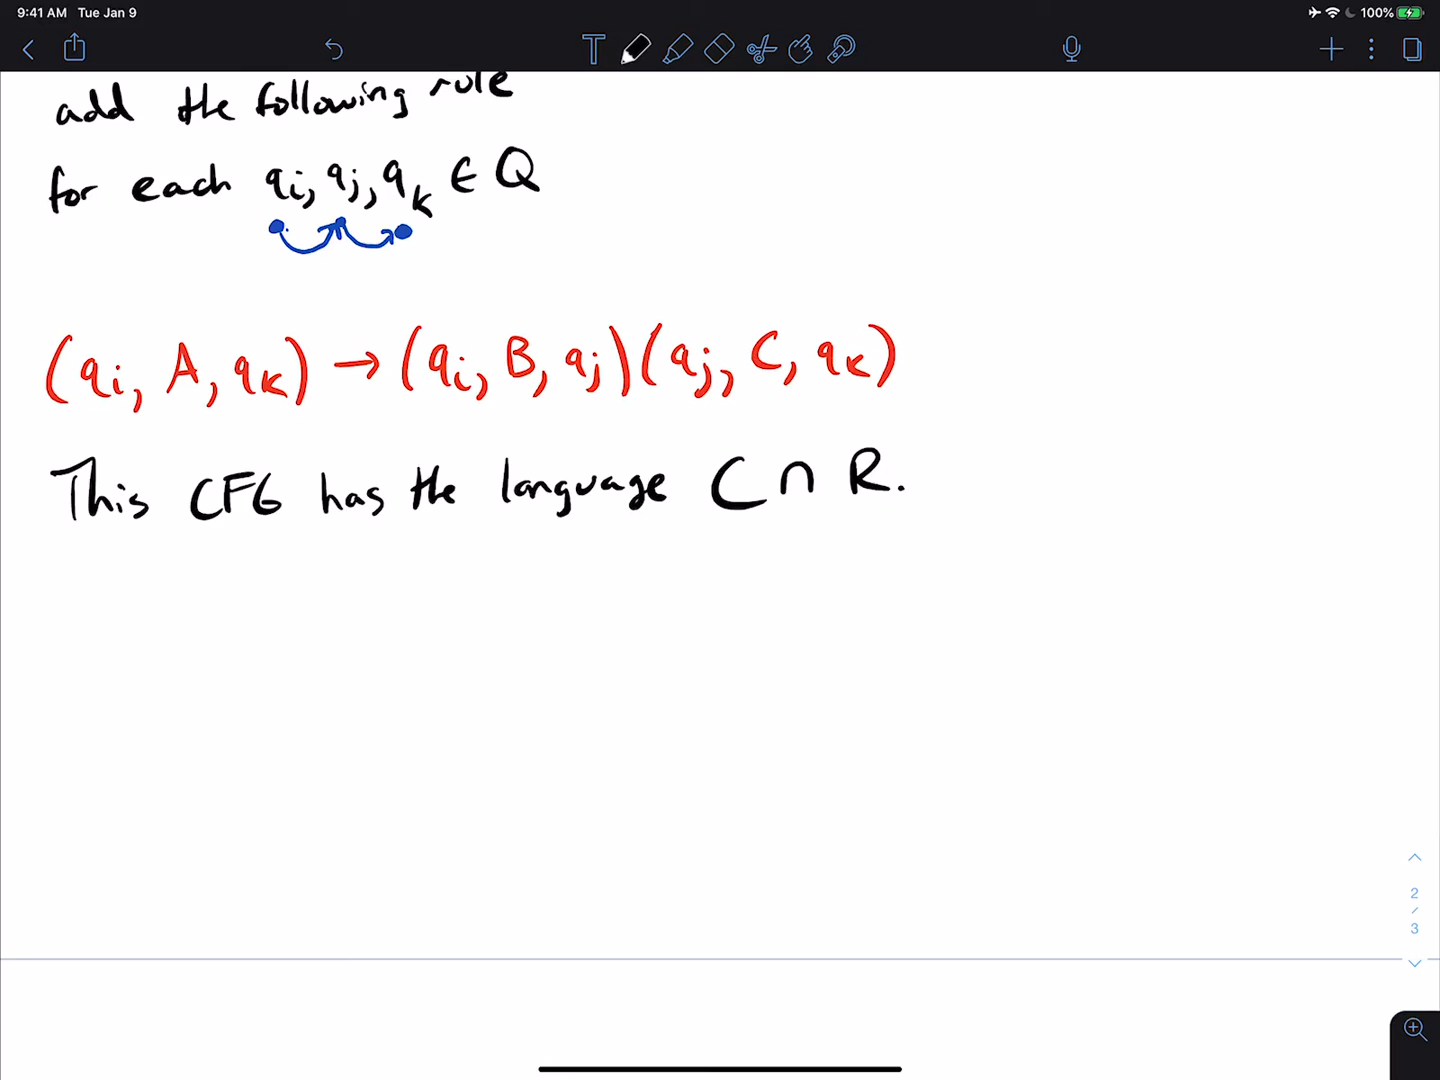 9:41 AM Tue Jan 9 100%
T
add the following rule
for each qi, qj, qk ∈ Q
(qi, A, qk) → (qi, B, qj)(qj, C, qk)
This CFG has the language C ∩ R.
2
/
3